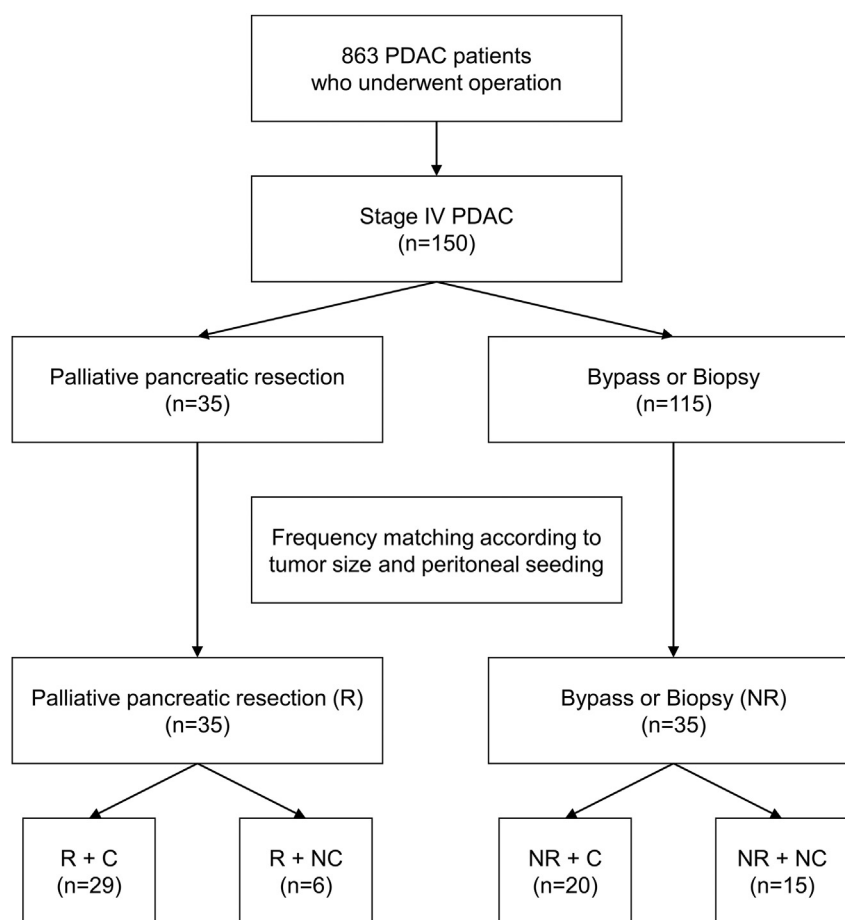 863 PDAC patients
who underwent operation
Stage IV PDAC
(n=150)
Palliative pancreatic resection
(n=35)
Bypass or Biopsy
(n=115)
Frequency matching according to
tumor size and peritoneal seeding
Palliative pancreatic resection (R)
(n=35)
Bypass or Biopsy (NR)
(n=35)
R + C
(n=29)
R + NC
(n=6)
NR + C
(n=20)
NR + NC
(n=15)